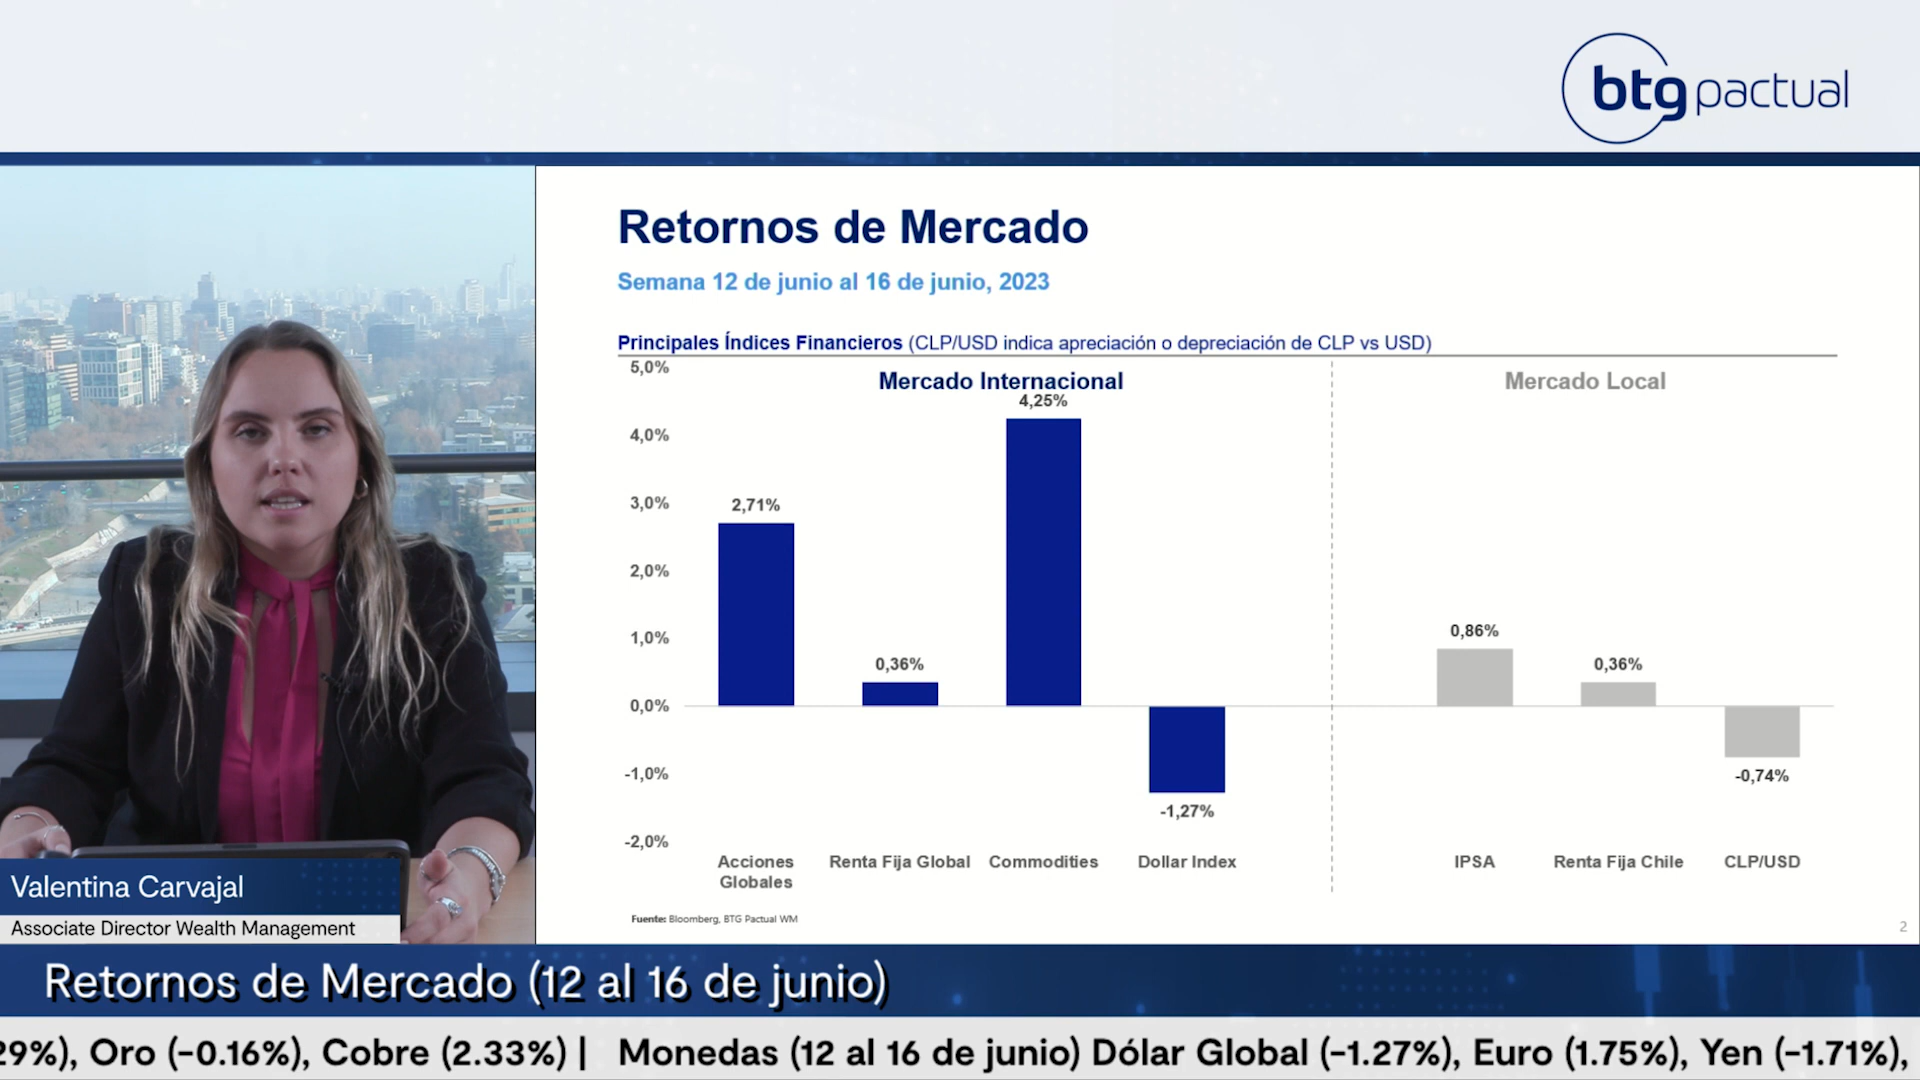 btg pactual
Retornos de Mercado
Semana 12 de junio al 16 de junio, 2023
Principales Índices Financieros (CLP/USD indica apreciación o depreciación de CLP vs USD)
5,0%
4,0%
3,0%
2,0%
1,0%
0,0%
-1,0%
-2,0%
Mercado Internacional
Mercado Local
2,71%
0,36%
4,25%
-1,27%
0,86%
0,36%
-0,74%
Acciones
Globales
Renta Fija Global
Commodities
Dollar Index
IPSA
Renta Fija Chile
CLP/USD
Fuente: Bloomberg, BTG Pactual WM
2
Valentina Carvajal
Associate Director Wealth Management
Retornos de Mercado (12 al 16 de junio)
29%), Oro (-0.16%), Cobre (2.33%) | Monedas (12 al 16 de junio) Dólar Global (-1.27%), Euro (1.75%), Yen (-1.71%),